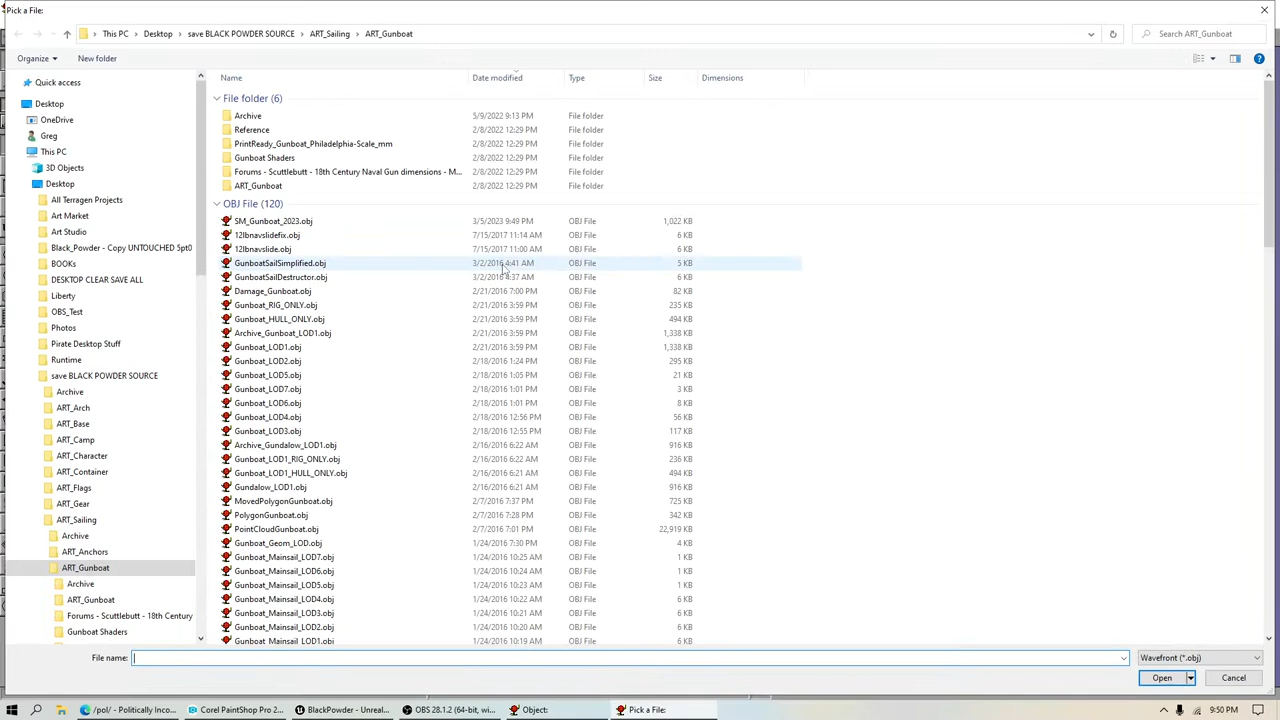 Pick a File:
This PC > Desktop > save BLACK POWDER SOURCE > ART_Sailing > ART_Gunboat
Search ART_Gunboat
Organize New folder
Name Date modified Type Size Dimensions
Quick access
Desktop
OneDrive
Greg
This PC
3D Objects
Desktop
All Terragen Projects
Art Market
Art Studio
Black_Powder - Copy UNTOUCHED 5pt0
BOOKs
DESKTOP CLEAR SAVE ALL
Liberty
OBS_Test
Photos
Pirate Desktop Stuff
Runtime
save BLACK POWDER SOURCE
Archive
ART_Arch
ART_Base
ART_Camp
ART_Character
ART_Container
ART_Flags
ART_Gear
ART_Sailing
Archive
ART_Anchors
ART_Gunboat
Archive
ART_Gunboat
Forums - Scuttlebutt - 18th Century
Gunboat Shaders
File folder (6)
Archive 5/9/2022 9:13 PM File folder
Reference 2/8/2022 12:29 PM File folder
PrintReady_Gunboat_Philadelphia-Scale_mm 2/8/2022 12:29 PM File folder
Gunboat Shaders 2/8/2022 12:29 PM File folder
Forums - Scuttlebutt - 18th Century Naval Gun dimensions - M... 2/8/2022 12:29 PM File folder
ART_Gunboat 2/8/2022 12:29 PM File folder
OBJ File (120)
SM_Gunboat_2023.obj 3/5/2023 9:49 PM OBJ File 1,022 KB
12lbnavslidefix.obj 7/15/2017 11:14 AM OBJ File 6 KB
12lbnavslide.obj 7/15/2017 11:00 AM OBJ File 6 KB
GunboatSailSimplified.obj 3/2/2016 4:41 AM OBJ File 5 KB
GunboatSailDestructor.obj 3/2/2016 4:37 AM OBJ File 6 KB
Damage_Gunboat.obj 2/21/2016 7:00 PM OBJ File 82 KB
Gunboat_RIG_ONLY.obj 2/21/2016 3:59 PM OBJ File 235 KB
Gunboat_HULL_ONLY.obj 2/21/2016 3:59 PM OBJ File 494 KB
Archive_Gunboat_LOD1.obj 2/21/2016 3:59 PM OBJ File 1,338 KB
Gunboat_LOD1.obj 2/21/2016 3:59 PM OBJ File 1,338 KB
Gunboat_LOD2.obj 2/18/2016 1:24 PM OBJ File 295 KB
Gunboat_LOD5.obj 2/18/2016 1:05 PM OBJ File 21 KB
Gunboat_LOD7.obj 2/18/2016 1:01 PM OBJ File 3 KB
Gunboat_LOD6.obj 2/18/2016 1:01 PM OBJ File 8 KB
Gunboat_LOD4.obj 2/18/2016 12:56 PM OBJ File 56 KB
Gunboat_LOD3.obj 2/18/2016 12:55 PM OBJ File 117 KB
Archive_Gundalow_LOD1.obj 2/16/2016 6:22 AM OBJ File 916 KB
Gunboat_LOD1_RIG_ONLY.obj 2/16/2016 6:22 AM OBJ File 236 KB
Gunboat_LOD1_HULL_ONLY.obj 2/16/2016 6:21 AM OBJ File 494 KB
Gundalow_LOD1.obj 2/16/2016 6:21 AM OBJ File 916 KB
MovedPolygonGunboat.obj 2/7/2016 7:37 PM OBJ File 725 KB
PolygonGunboat.obj 2/7/2016 7:28 PM OBJ File 342 KB
PointCloudGunboat.obj 2/7/2016 7:01 PM OBJ File 22,919 KB
Gunboat_Geom_LOD.obj 1/24/2016 7:30 PM OBJ File 4 KB
Gunboat_Mainsail_LOD7.obj 1/24/2016 10:25 AM OBJ File 1 KB
Gunboat_Mainsail_LOD6.obj 1/24/2016 10:24 AM OBJ File 1 KB
Gunboat_Mainsail_LOD5.obj 1/24/2016 10:23 AM OBJ File 1 KB
Gunboat_Mainsail_LOD4.obj 1/24/2016 10:22 AM OBJ File 6 KB
Gunboat_Mainsail_LOD3.obj 1/24/2016 10:21 AM OBJ File 6 KB
Gunboat_Mainsail_LOD2.obj 1/24/2016 10:20 AM OBJ File 6 KB
Gunboat_Mainsail_LOD1.obj 1/24/2016 10:19 AM OBJ File 6 KB
File name: Wavefront (*.obj)
Open Cancel
/pol/ - Politically Inco... Corel PaintShop Pro 2... BlackPowder - Unreal... OBS 28.1.2 (64-bit, wi... Object: Pick a File: 9:50 PM